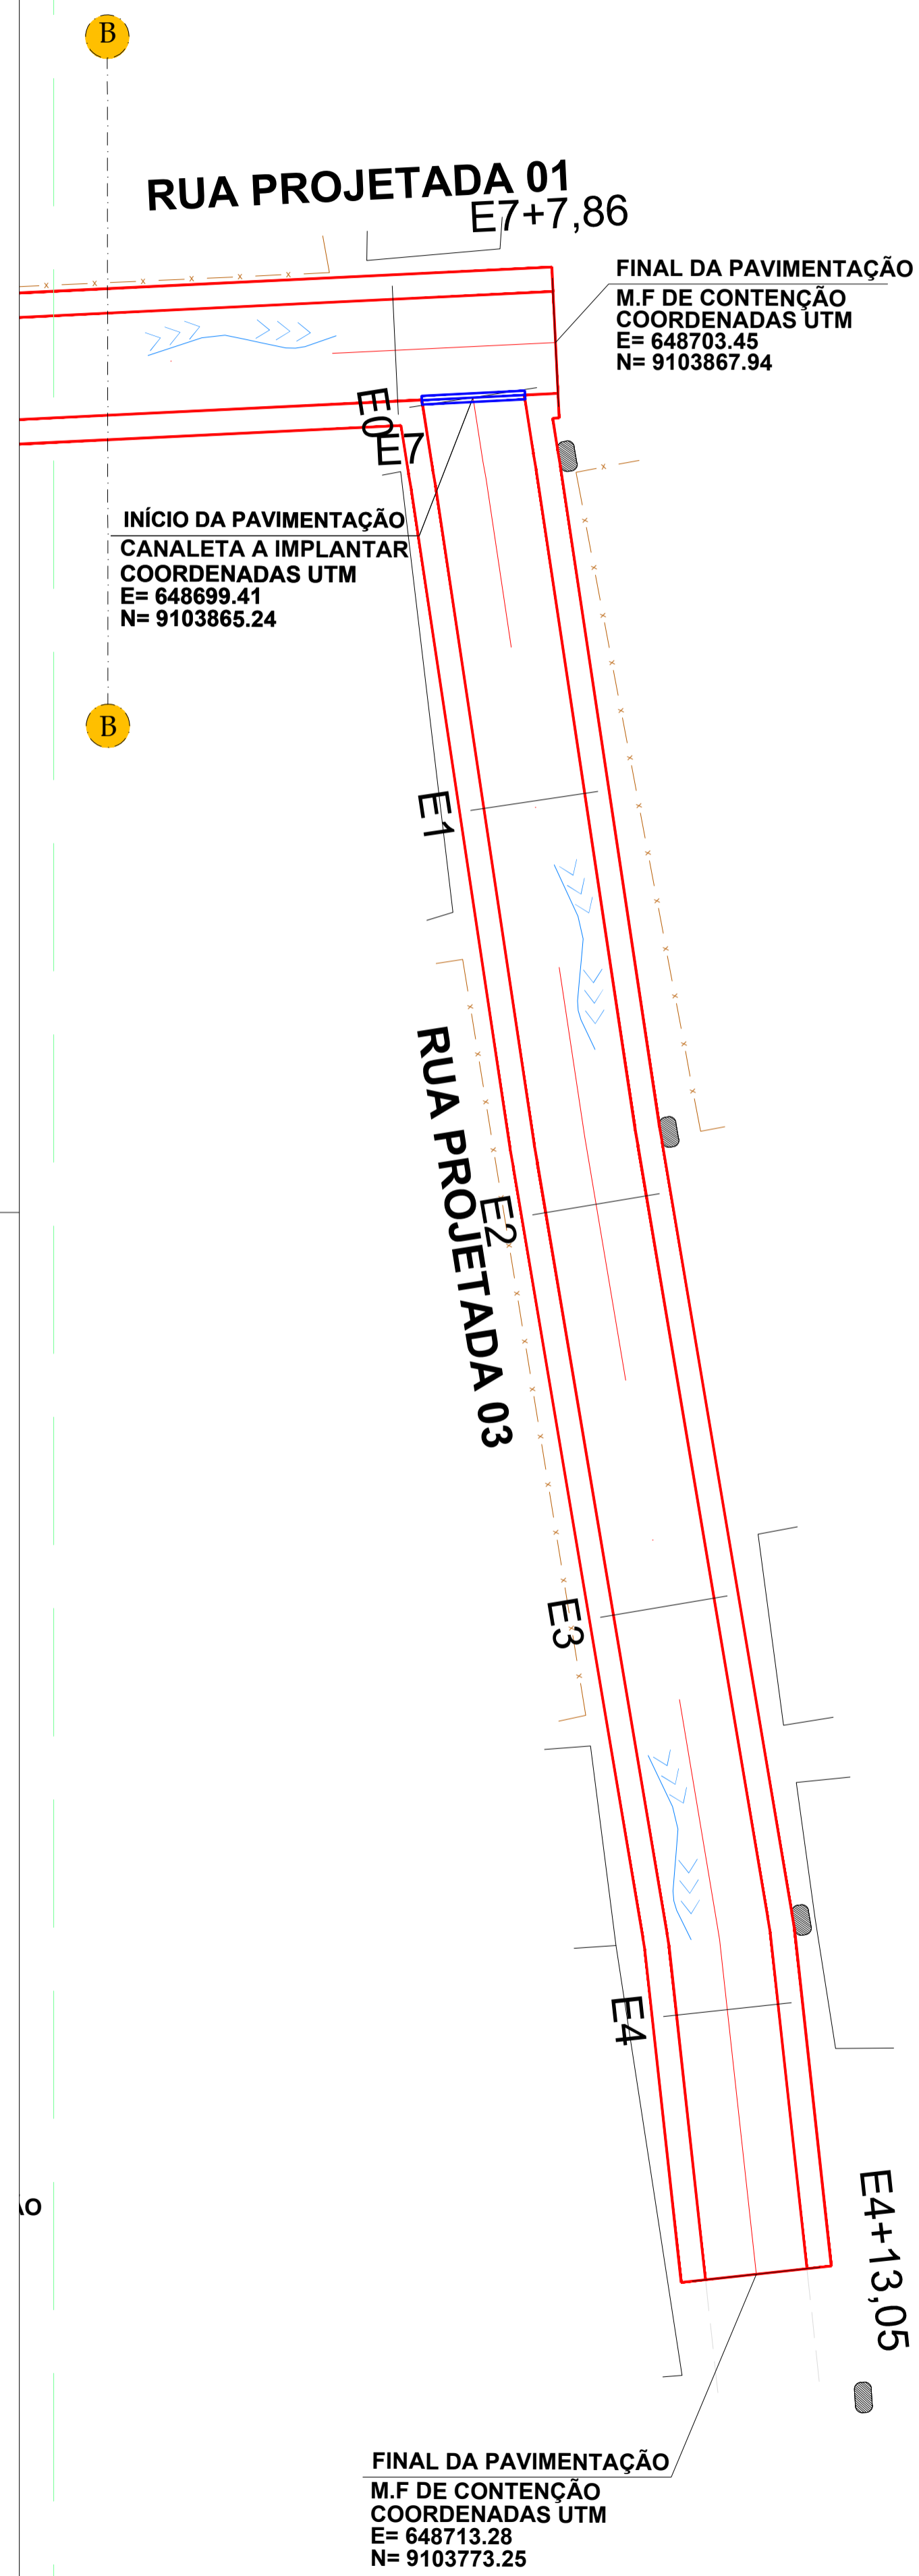 B
RUA PROJETADA 01
E7+7,86
FINAL DA PAVIMENTAÇÃO
M.F DE CONTENÇÃO
COORDENADAS UTM
E= 648703.45
N= 9103867.94
E0
E7
INÍCIO DA PAVIMENTAÇÃO
CANALETA A IMPLANTAR
COORDENADAS UTM
E= 648699.41
N= 9103865.24
B
E1
RUA PROJETADA 03
E2
E3
E4
ÃO
E4+13,05
FINAL DA PAVIMENTAÇÃO
M.F DE CONTENÇÃO
COORDENADAS UTM
E= 648713.28
N= 9103773.25